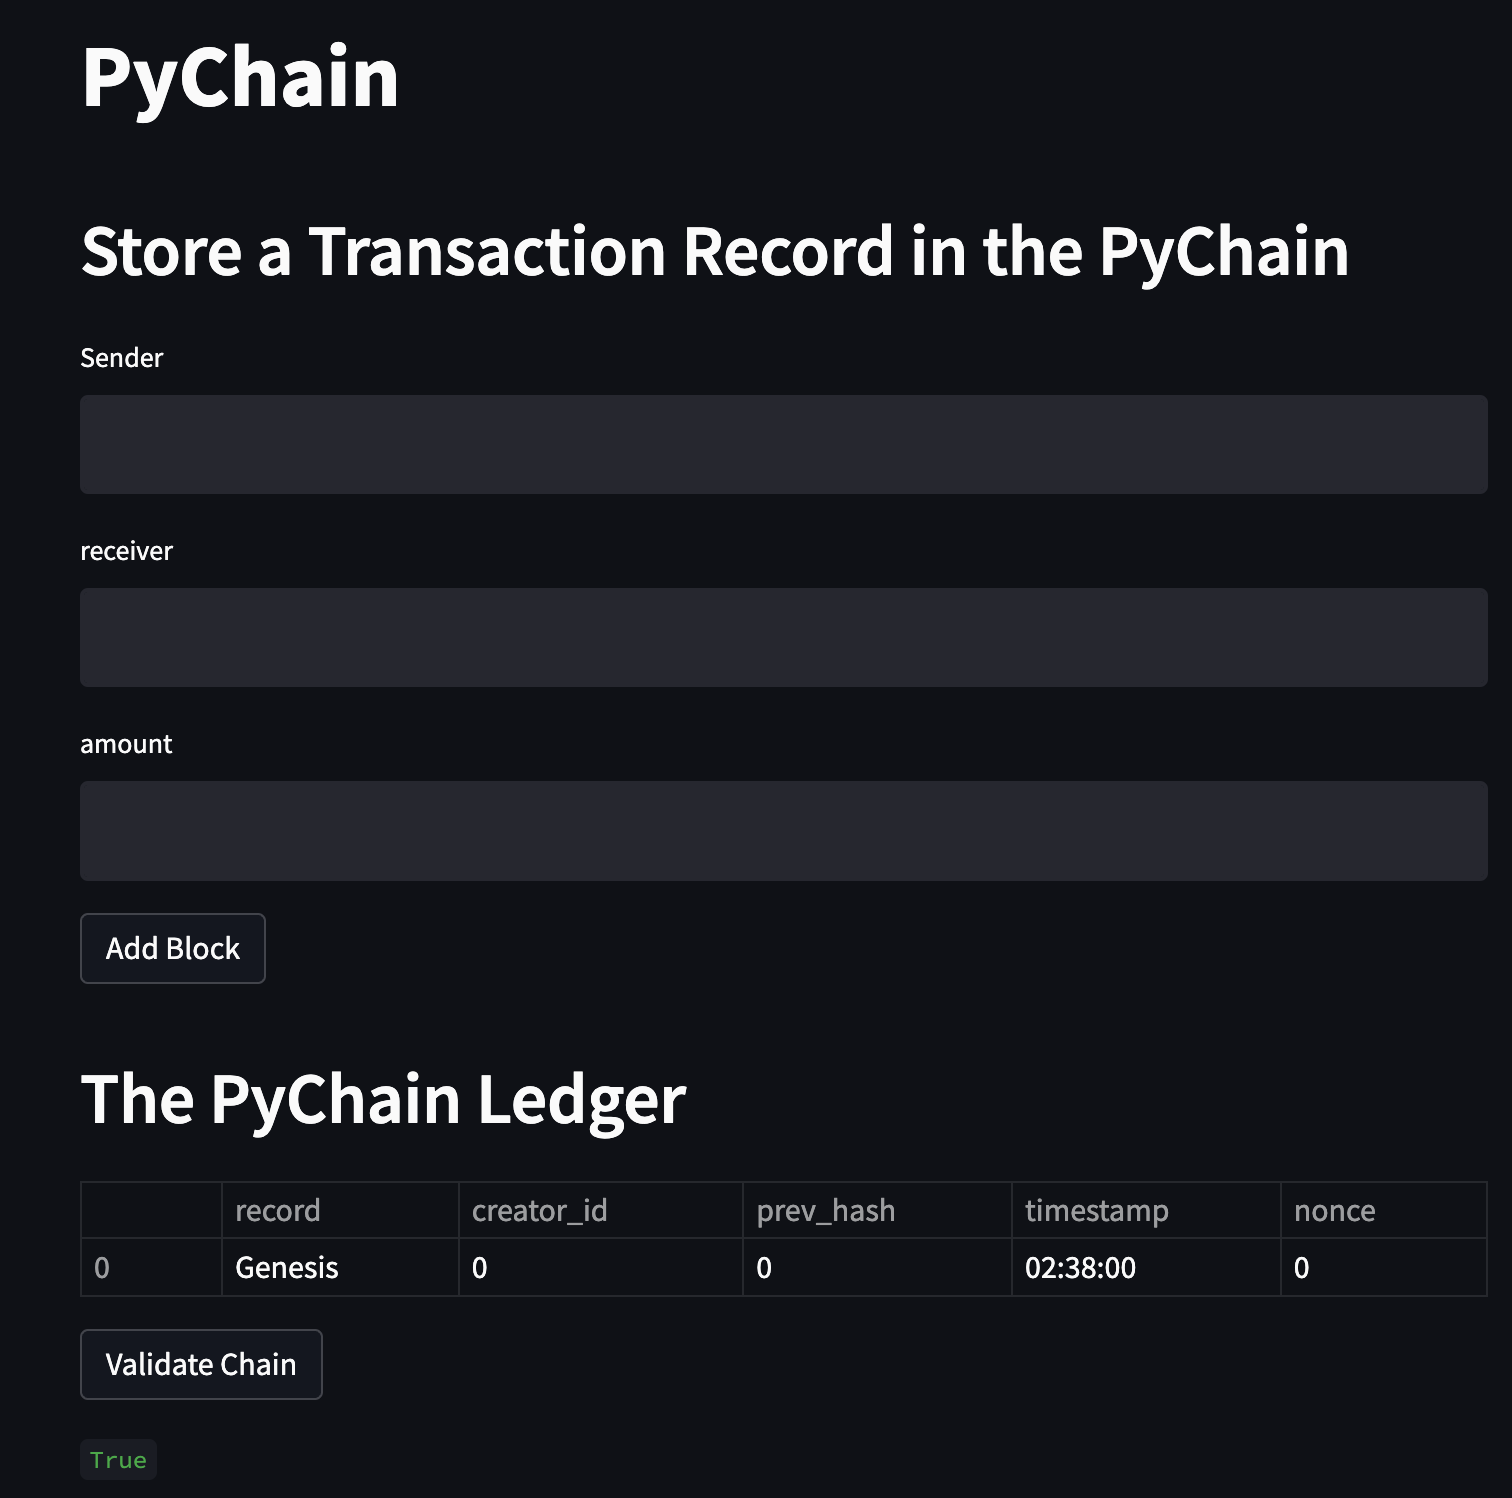 PyChain
Store a Transaction Record in the PyChain
Sender
receiver
amount
Add Block
The PyChain Ledger
record creator_id prev_hash timestamp nonce
0 Genesis 0 0 02:38:00 0
Validate Chain
True